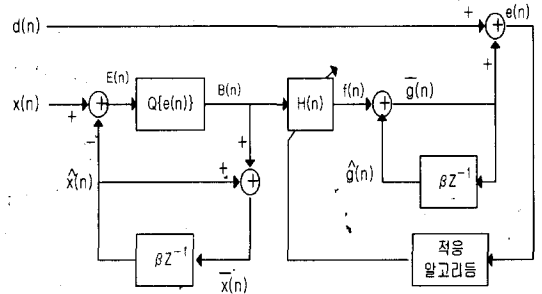 d(n)
+
e(n)
+
E(n)
B(n)
f(n)
g̅(n)
x(n)
+
Q{e(n)}
H(n)
−
+
x̂(n)
+
ĝ(n)
βZ⁻¹
βZ⁻¹
x̅(n)
적응
알고리듬